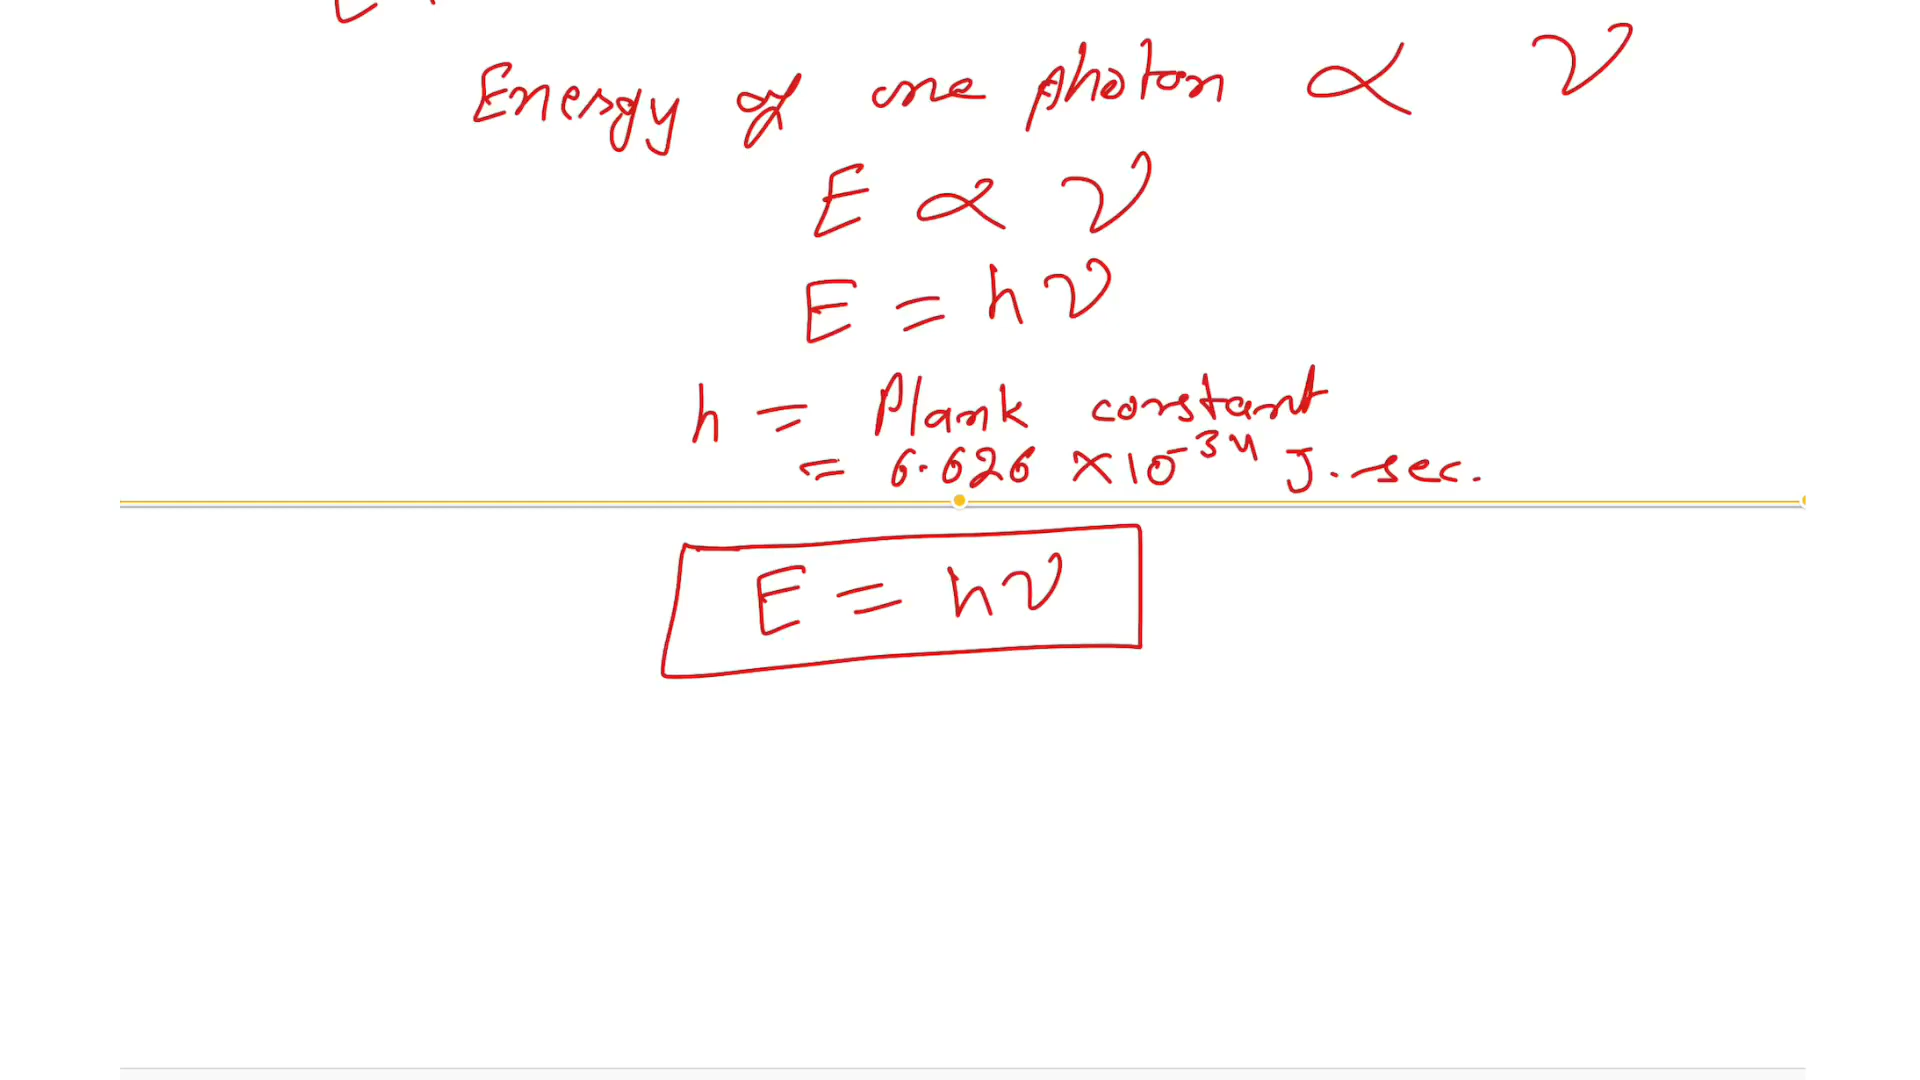 Energy of one photon ∝ ν
E ∝ ν
E = hν
h = Plank constant
= 6.626 ×10⁻³⁴ J. sec.
E = hν